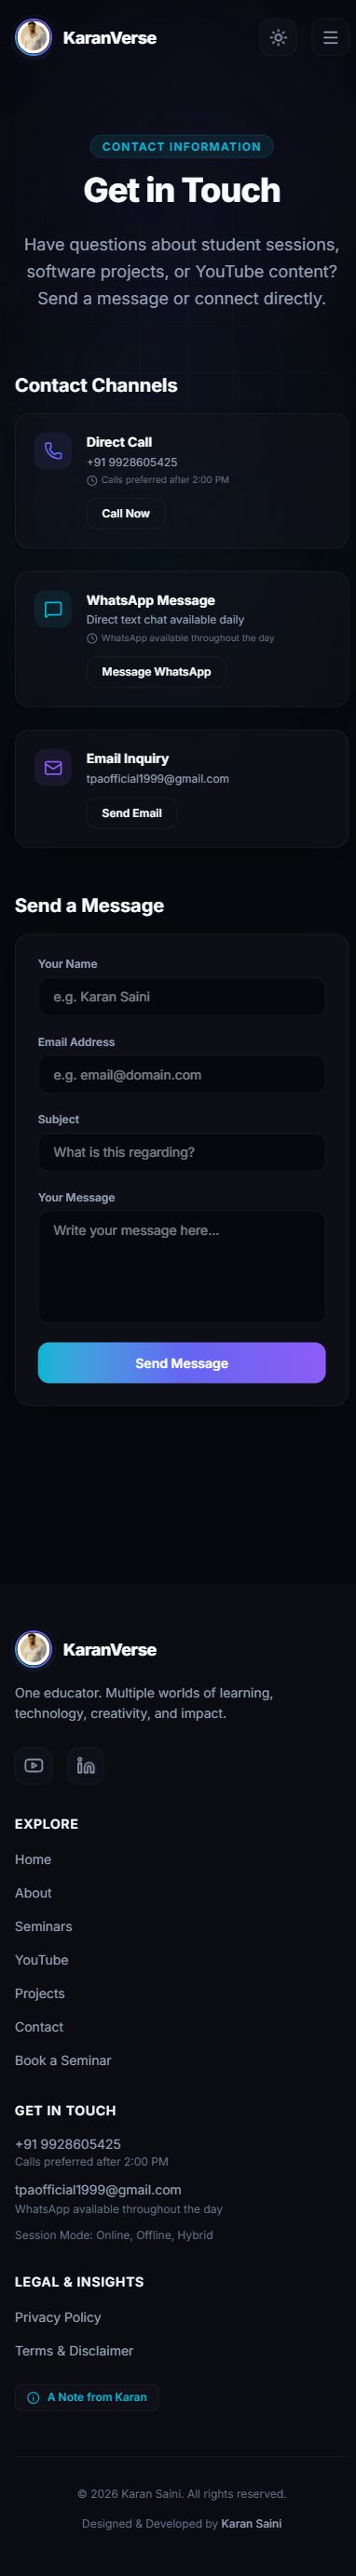 KaranVerse
CONTACT INFORMATION
Get in Touch
Have questions about student sessions,
software projects, or YouTube content?
Send a message or connect directly.
Contact Channels
Direct Call
+91 9928605425
Calls preferred after 2:00 PM
Call Now
WhatsApp Message
Direct text chat available daily
WhatsApp available throughout the day
Message WhatsApp
Email Inquiry
tpaofficial1999@gmail.com
Send Email
Send a Message
Your Name
e.g. Karan Saini
Email Address
e.g. email@domain.com
Subject
What is this regarding?
Your Message
Write your message here...
Send Message
KaranVerse
One educator. Multiple worlds of learning,
technology, creativity, and impact.
EXPLORE
Home
About
Seminars
YouTube
Projects
Contact
Book a Seminar
GET IN TOUCH
+91 9928605425
Calls preferred after 2:00 PM
tpaofficial1999@gmail.com
WhatsApp available throughout the day
Session Mode: Online, Offline, Hybrid
LEGAL & INSIGHTS
Privacy Policy
Terms & Disclaimer
A Note from Karan
© 2026 Karan Saini. All rights reserved.
Designed & Developed by Karan Saini